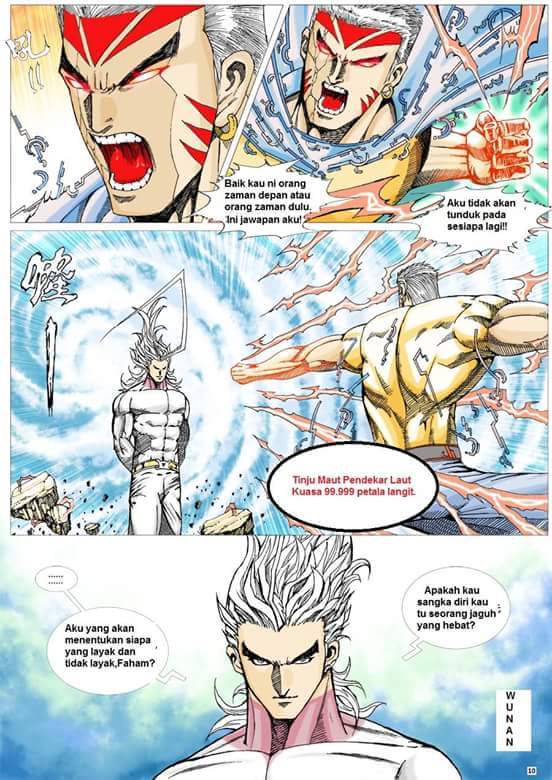 吼
!!
Baik kau ni orang
zaman depan atau
orang zaman dulu.
Ini jawapan aku!
Aku tidak akan
tunduk pada
sesiapa lagi!!
Tinju Maut Pendekar Laut
Kuasa 99.999 petala langit.
......
......
Aku yang akan
menentukan siapa
yang layak dan
tidak layak,Faham?
Apakah kau
sangka diri kau
tu seorang jaguh
yang hebat?
WUNAN
10